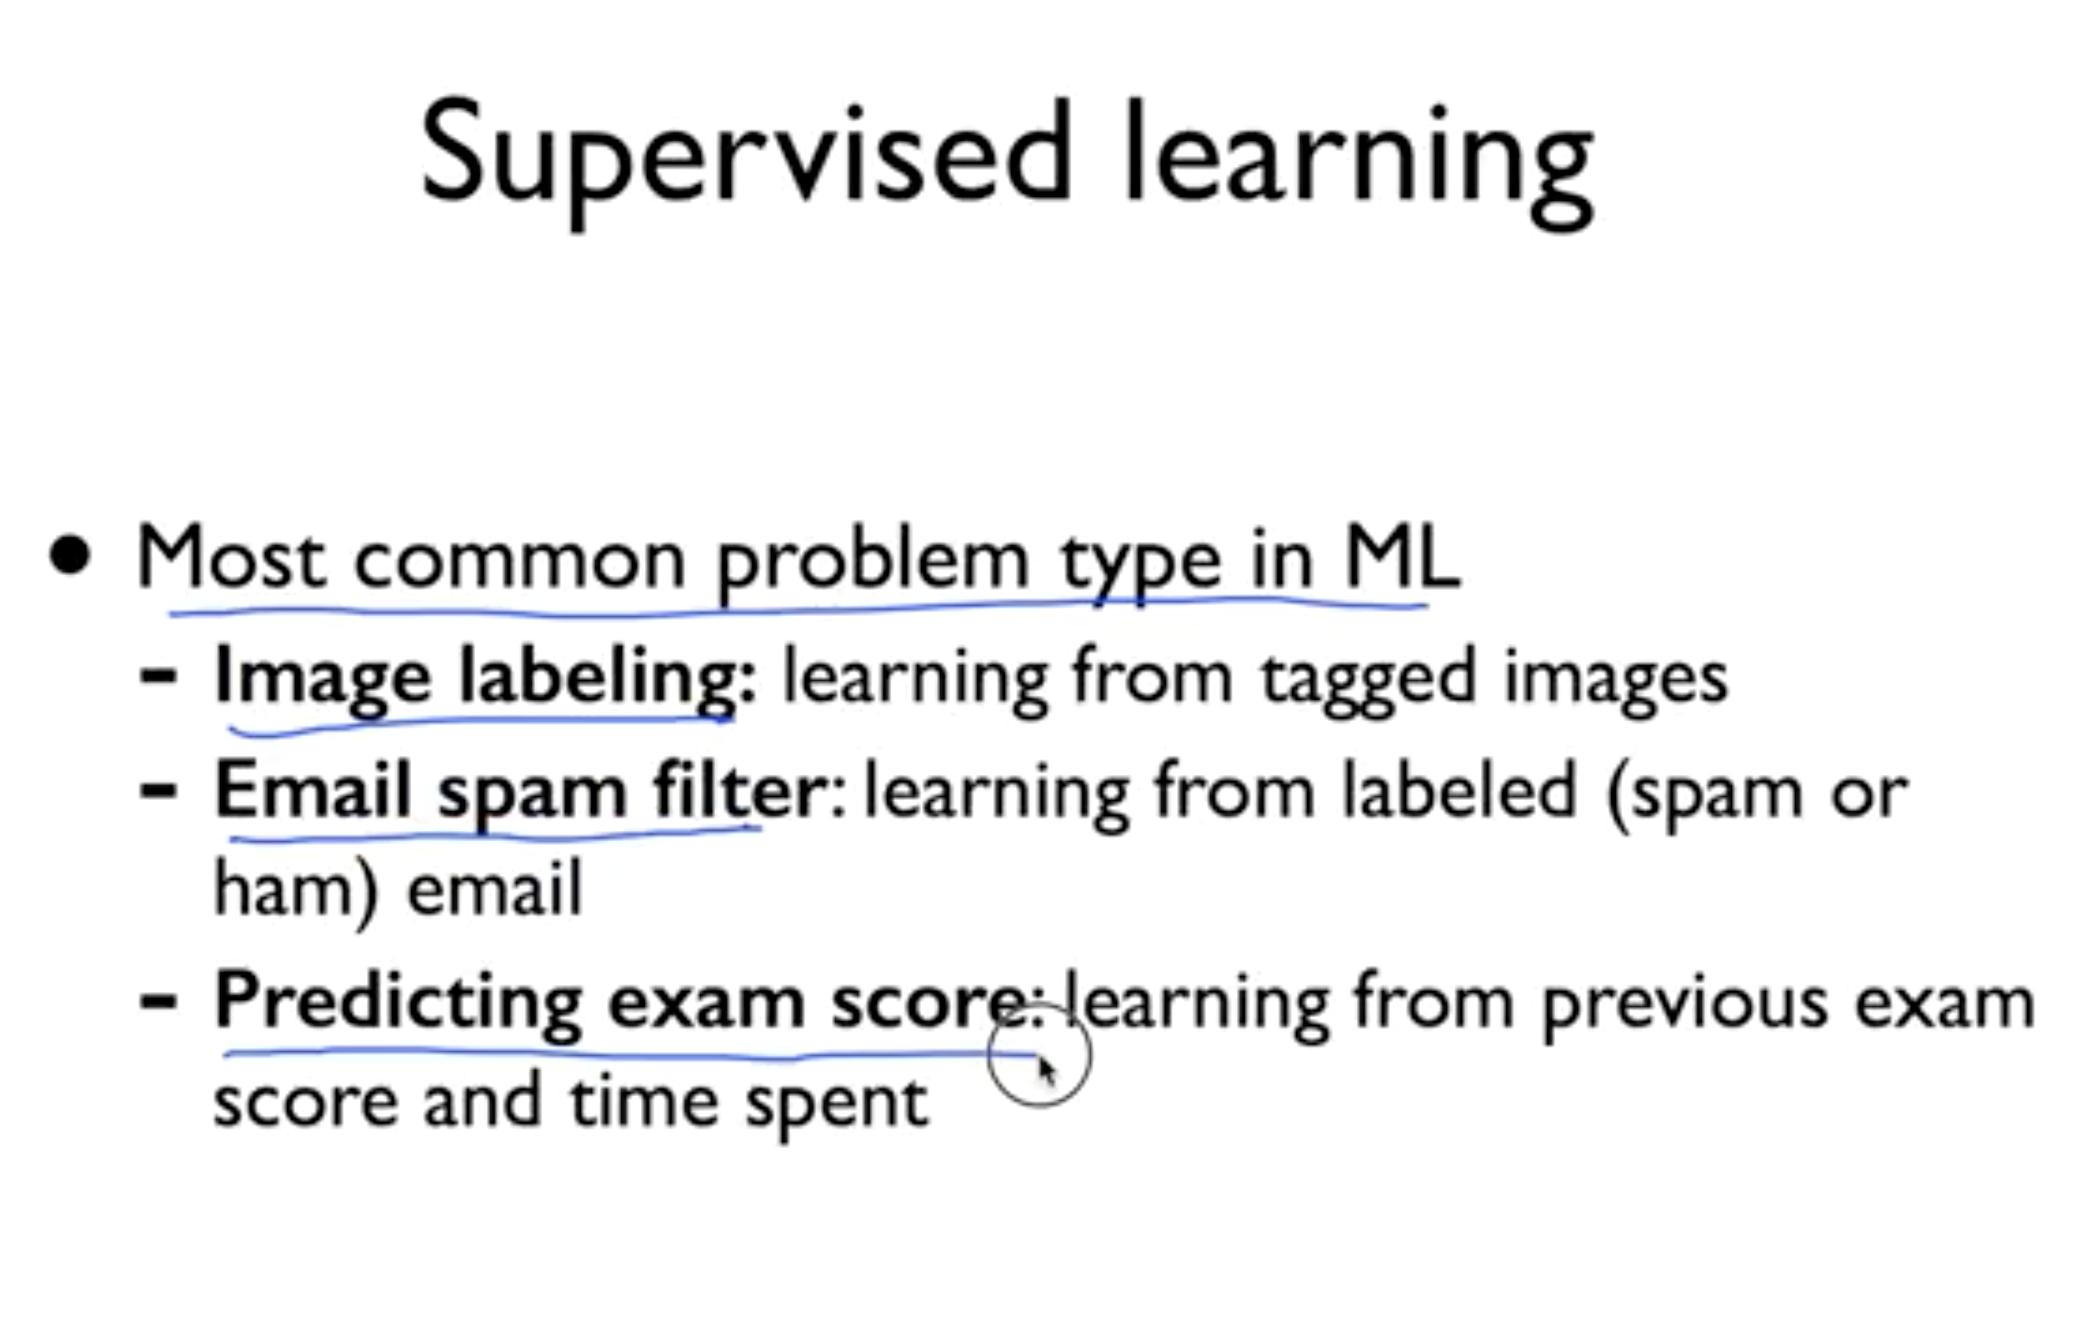 Supervised learning
• Most common problem type in ML
- Image labeling: learning from tagged images
- Email spam filter: learning from labeled (spam or
ham) email
- Predicting exam score: learning from previous exam
score and time spent